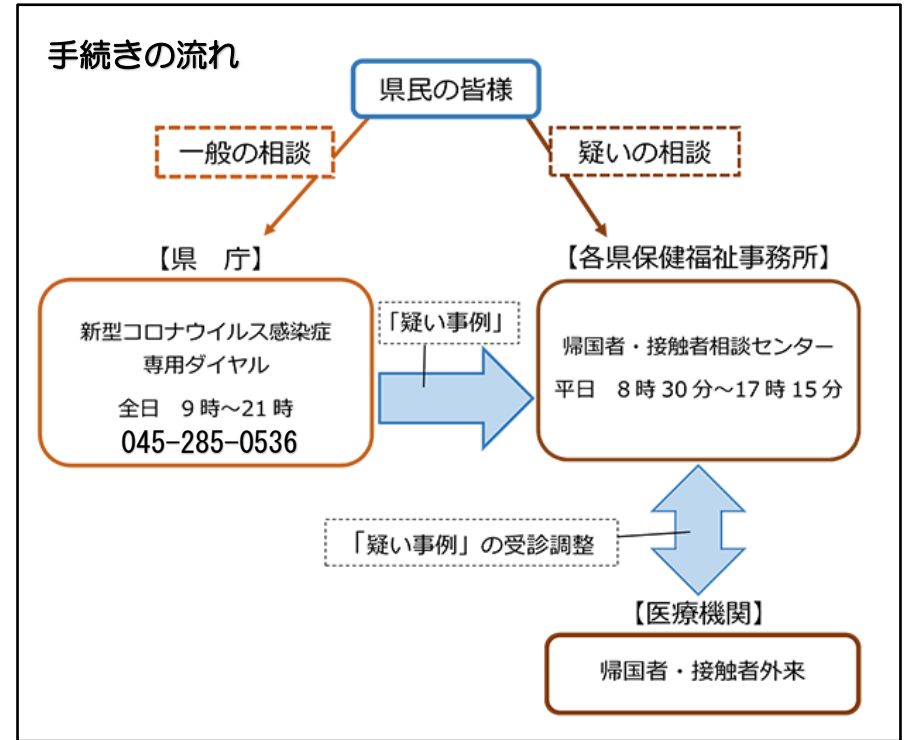 手続きの流れ
県民の皆様
一般の相談
疑いの相談
【県　庁】
新型コロナウイルス感染症
専用ダイヤル
全日　9時～21時
045-285-0536
「疑い事例」
【各県保健福祉事務所】
帰国者・接触者相談センター
平日　8時30分～17時15分
「疑い事例」の受診調整
【医療機関】
帰国者・接触者外来